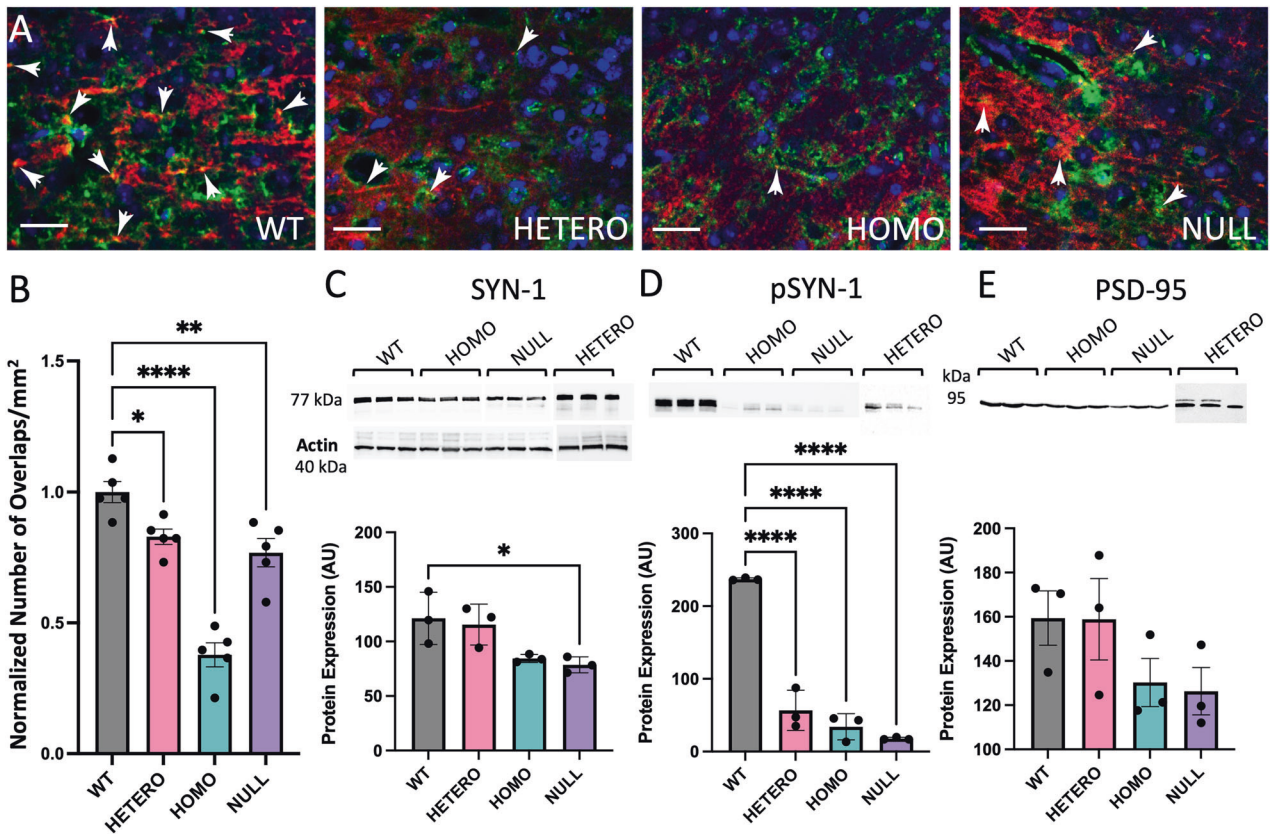 A
WT
HETERO
HOMO
NULL
B
Normalized Number of Overlaps/mm²
1.5
1.0
0.5
0.0
*
****
**
WT
HETERO
HOMO
NULL
C
SYN-1
WT
HOMO
NULL
HETERO
77 kDa
Actin
40 kDa
Protein Expression (AU)
200
150
100
50
0
*
WT
HETERO
HOMO
NULL
D
pSYN-1
WT
HOMO
NULL
HETERO
Protein Expression (AU)
300
200
100
0
****
****
****
WT
HETERO
HOMO
NULL
E
PSD-95
WT
HOMO
NULL
HETERO
kDa
95
Protein Expression (AU)
200
180
160
140
120
100
WT
HETERO
HOMO
NULL